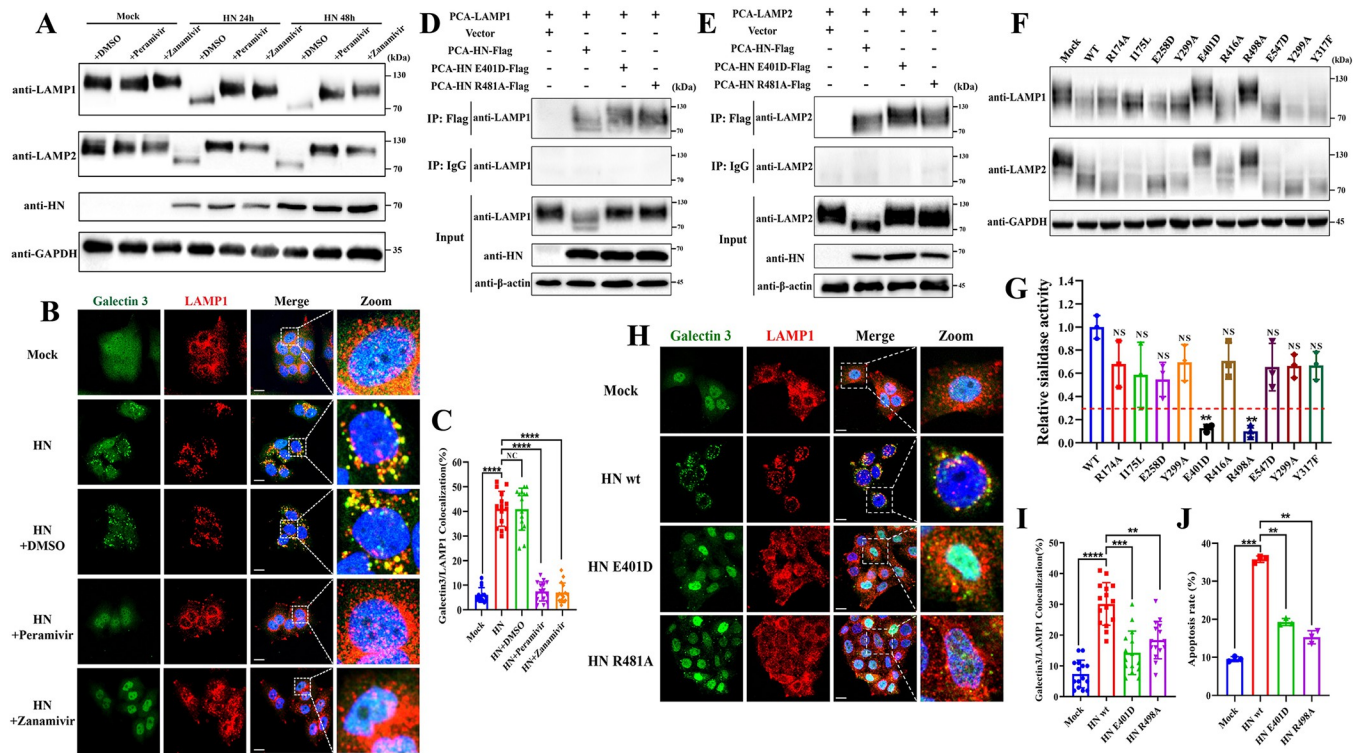 A
Mock
HN 24h
HN 48h
+DMSO
+Peramivir
+Zanamivir
+DMSO
+Peramivir
+Zanamivir
+DMSO
+Peramivir
+Zanamivir
(kDa)
anti-LAMP1
130
70
anti-LAMP2
130
70
anti-HN
70
anti-GAPDH
35
B
Galectin 3
LAMP1
Merge
Zoom
Mock
HN
HN
+DMSO
HN
+Peramivir
HN
+Zanamivir
C
Galectin3/LAMP1 Colocalization(%)
60
50
40
30
20
10
0
****
NC
****
****
Mock
HN
HN+DMSO
HN+Peramivir
HN+Zanamivir
D
PCA-LAMP1 + + + +
Vector + – – –
PCA-HN-Flag – + – –
PCA-HN E401D-Flag – – + –
PCA-HN R481A-Flag – – – +
(kDa)
IP: Flag
anti-LAMP1
130
70
IP: IgG
anti-LAMP1
70
Input
anti-LAMP1
130
70
anti-HN
70
anti-β-actin
45
E
PCA-LAMP2 + + + +
Vector + – – –
PCA-HN-Flag – + – –
PCA-HN E401D-Flag – – + –
PCA-HN R481A-Flag – – – +
(kDa)
IP: Flag
anti-LAMP2
130
70
IP: IgG
anti-LAMP2
70
Input
anti-LAMP2
130
70
anti-HN
70
anti-β-actin
45
F
Mock
WT
R174A
I175L
E258D
Y299A
E401D
R416A
R498A
E547D
Y299A
Y317F
(kDa)
anti-LAMP1
130
70
anti-LAMP2
130
70
anti-GAPDH
45
G
Relative sialidase activity
1.4
1.2
1.0
0.8
0.6
0.4
0.2
0.0
NS
NS
NS
NS
**
NS
**
NS
NS
NS
WT
R174A
I175L
E258D
Y299A
E401D
R416A
R498A
E547D
Y299A
Y317F
H
Galectin 3
LAMP1
Merge
Zoom
Mock
HN wt
HN E401D
HN R481A
I
Galectin3/LAMP1 Colocalization(%)
50
40
30
20
10
0
****
***
**
Mock
HN wt
HN E401D
HN R498A
J
Apoptosis rate (%)
40
30
20
10
0
***
**
**
Mock
HN wt
HN E401D
HN R498A